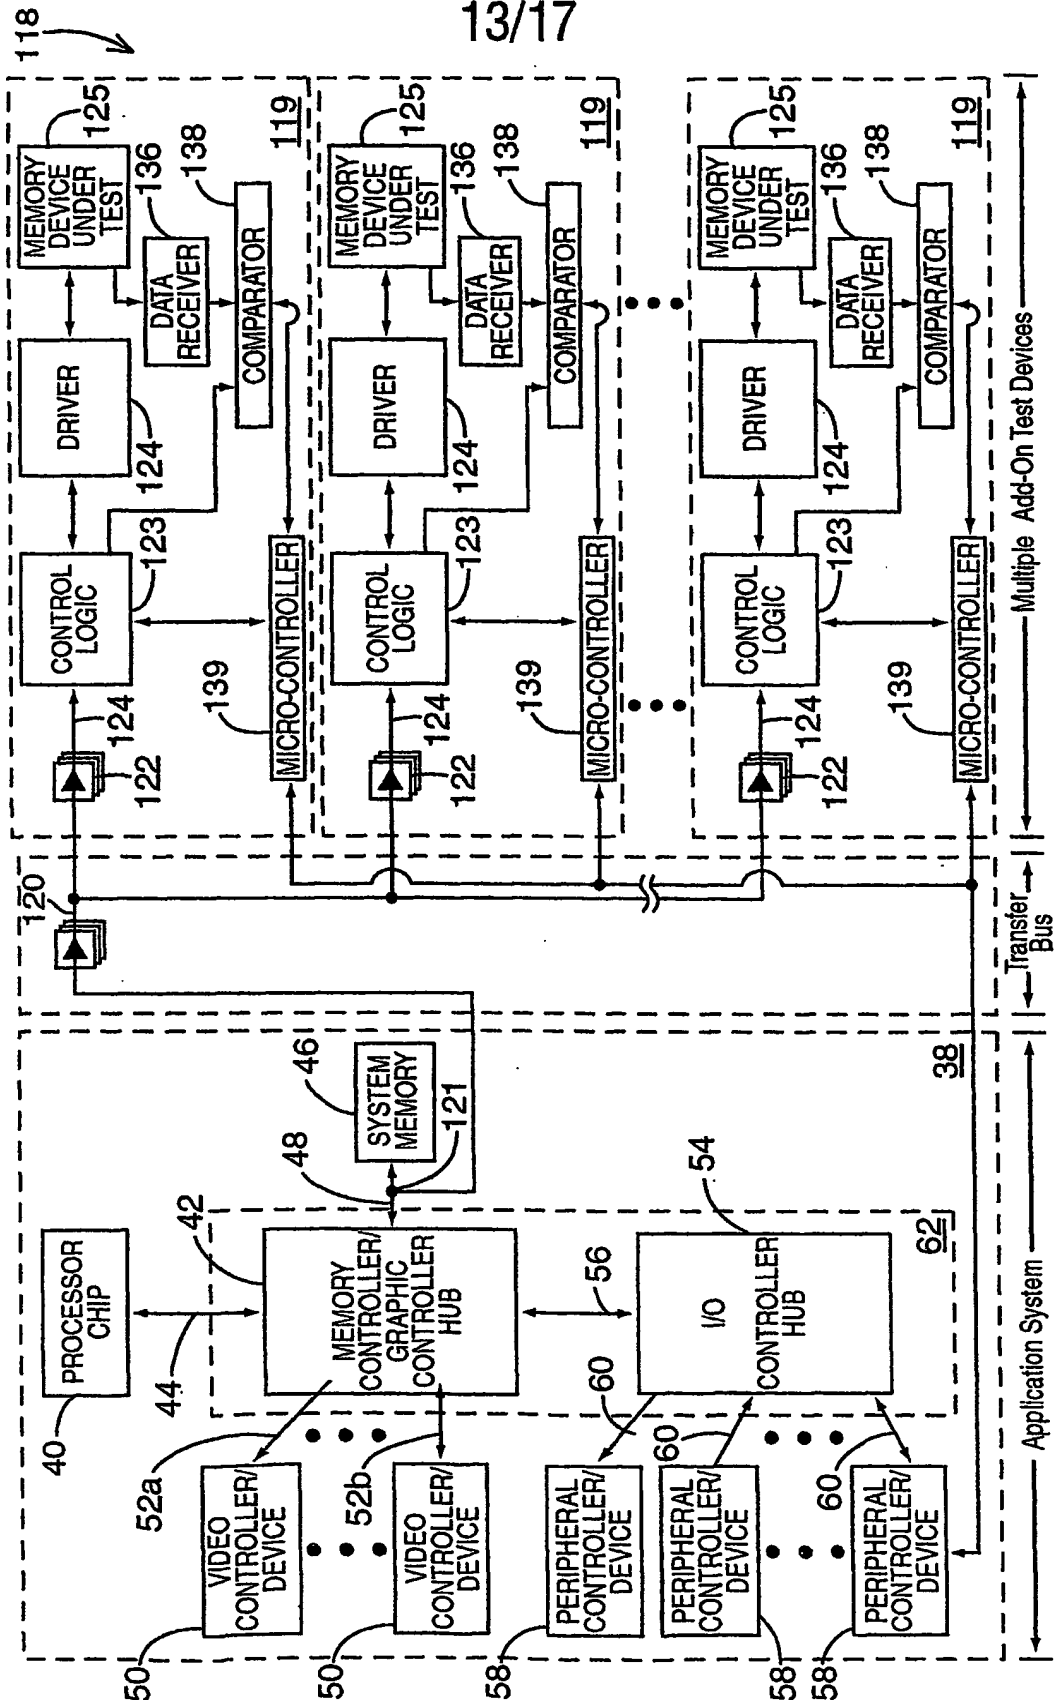 13/17
118
MEMORY
DEVICE
UNDER
TEST
125
DATA
RECEIVER
136
138
COMPARATOR
119
DRIVER
124
CONTROL
LOGIC
123
MICRO-CONTROLLER
139
124
122
MEMORY
DEVICE
UNDER
TEST
125
DATA
RECEIVER
136
138
COMPARATOR
119
DRIVER
124
CONTROL
LOGIC
123
MICRO-CONTROLLER
139
124
122
MEMORY
DEVICE
UNDER
TEST
125
DATA
RECEIVER
136
138
COMPARATOR
119
DRIVER
124
CONTROL
LOGIC
123
MICRO-CONTROLLER
139
124
122
Multiple Add-On Test Devices
120
Transfer
Bus
38
SYSTEM
MEMORY
46
48
121
PROCESSOR
CHIP
40
44
42
MEMORY
CONTROLLER/
GRAPHIC
CONTROLLER
HUB
56
I/O
CONTROLLER
HUB
54
62
52a
52b
60
60
60
VIDEO
CONTROLLER/
DEVICE
50
VIDEO
CONTROLLER/
DEVICE
50
PERIPHERAL
CONTROLLER/
DEVICE
58
PERIPHERAL
CONTROLLER/
DEVICE
58
PERIPHERAL
CONTROLLER/
DEVICE
58
Application System